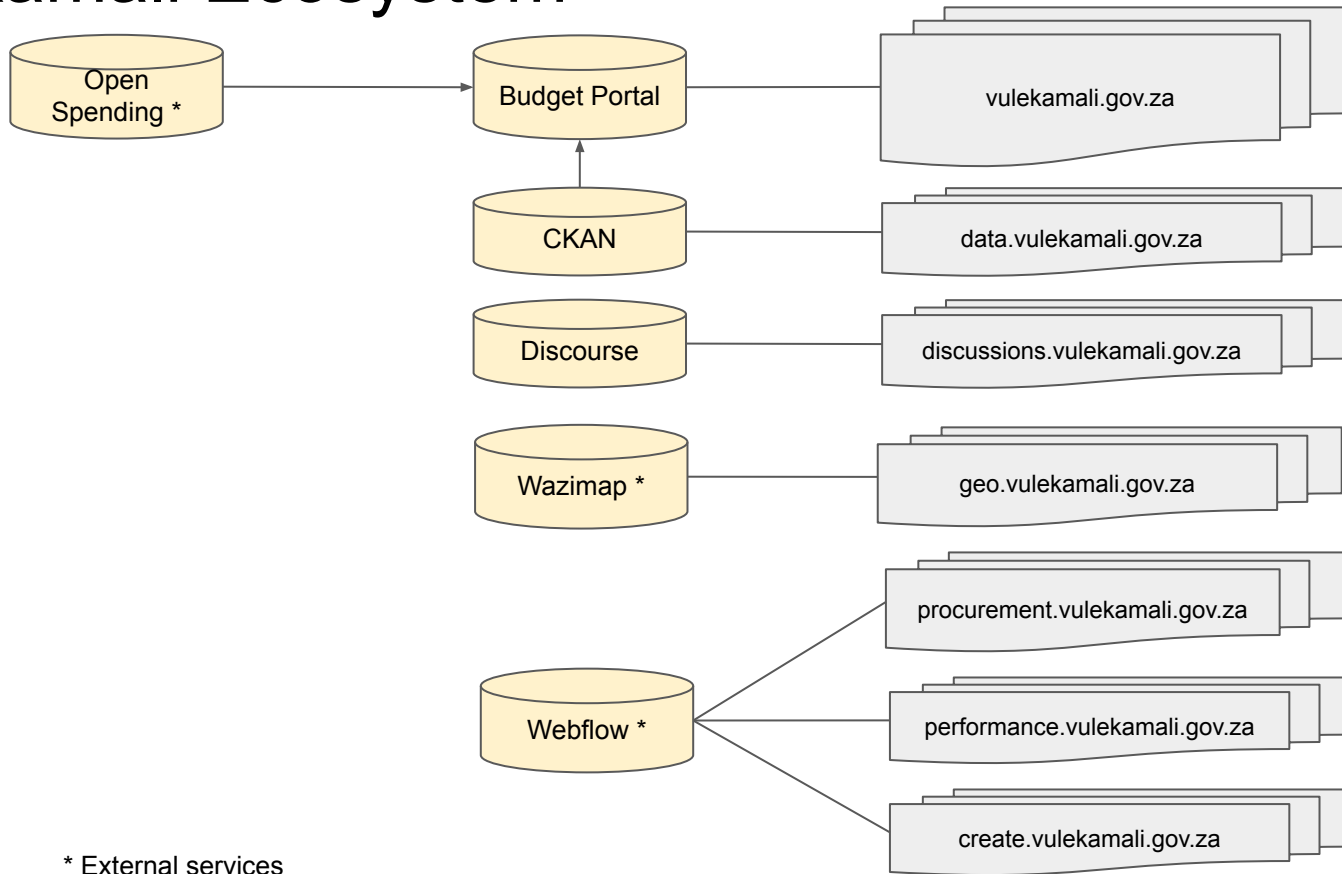 Ecosystem
Open
Spending *
Budget Portal
vulekamali.gov.za
CKAN
data.vulekamali.gov.za
Discourse
discussions.vulekamali.gov.za
Wazimap *
geo.vulekamali.gov.za
procurement.vulekamali.gov.za
Webflow *
performance.vulekamali.gov.za
create.vulekamali.gov.za
* External services